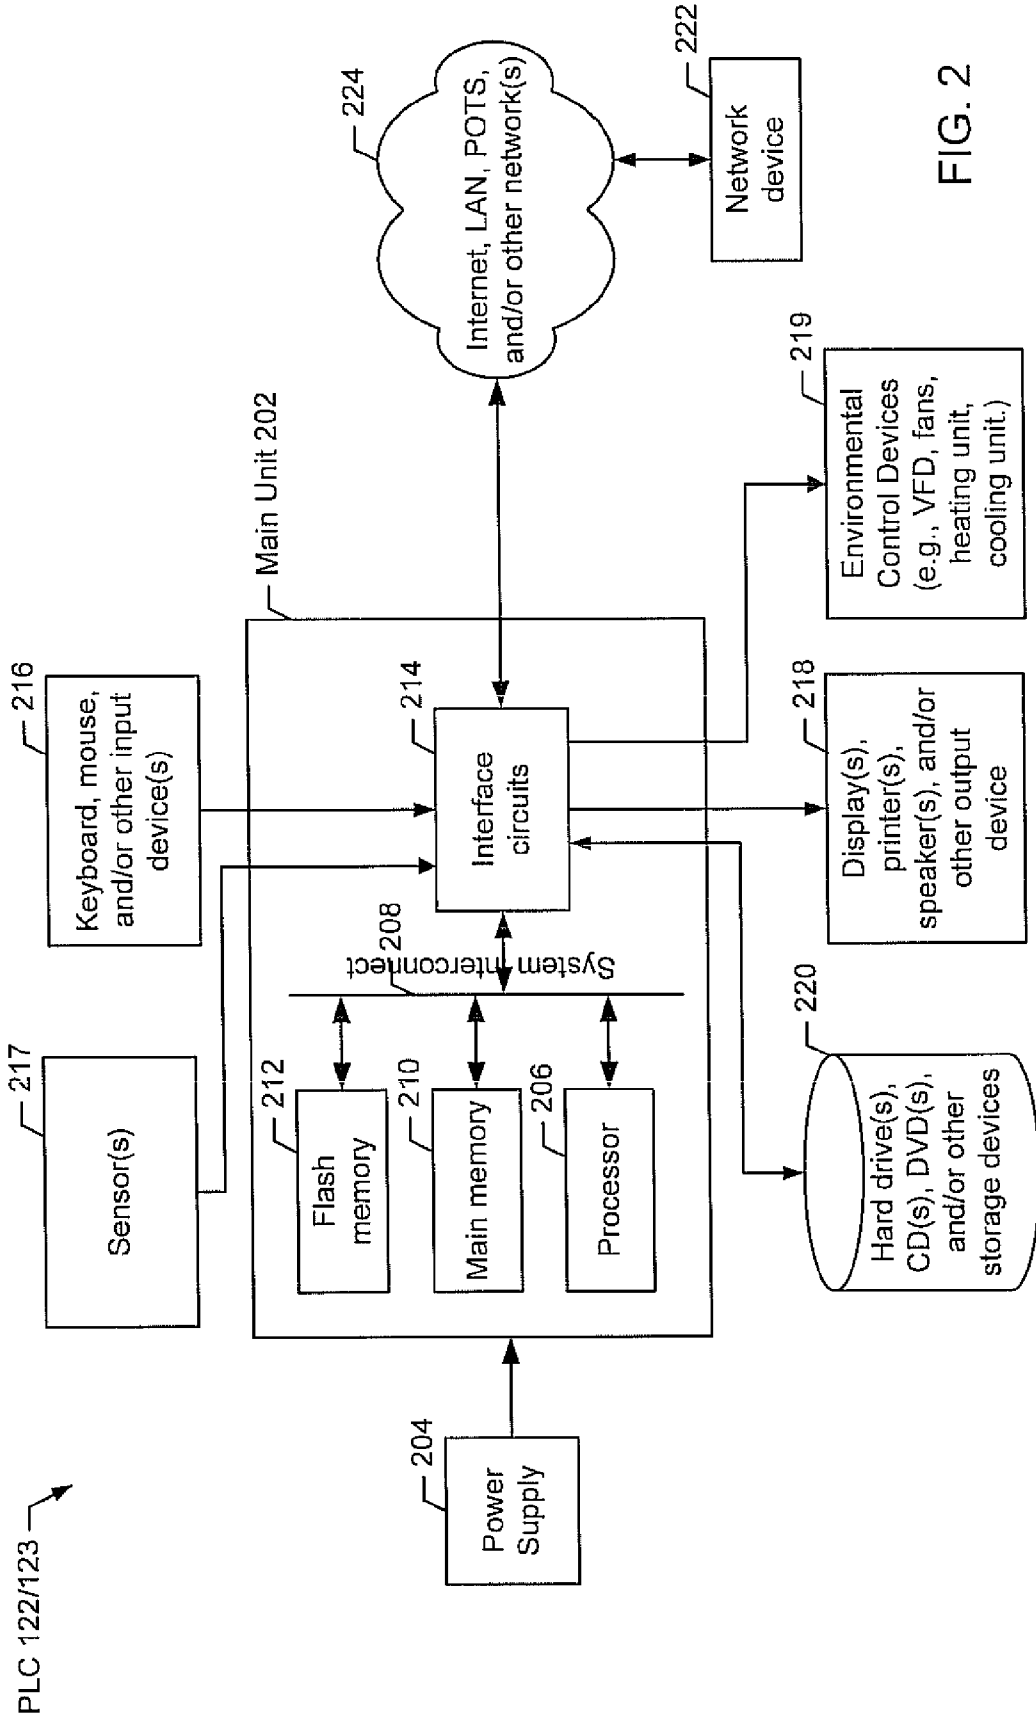 PLC 122/123
217
Sensor(s)
216
Keyboard, mouse,
and/or other input
device(s)
Main Unit 202
204
Power
Supply
212
Flash
memory
210
Main memory
206
Processor
208
System Interconnect
214
Interface
circuits
224
Internet, LAN, POTS,
and/or other network(s)
222
Network
device
220
Hard drive(s),
CD(s), DVD(s),
and/or other
storage devices
218
Display(s),
printer(s),
speaker(s), and/or
other output
device
219
Environmental
Control Devices
(e.g., VFD, fans,
heating unit,
cooling unit.)
FIG. 2